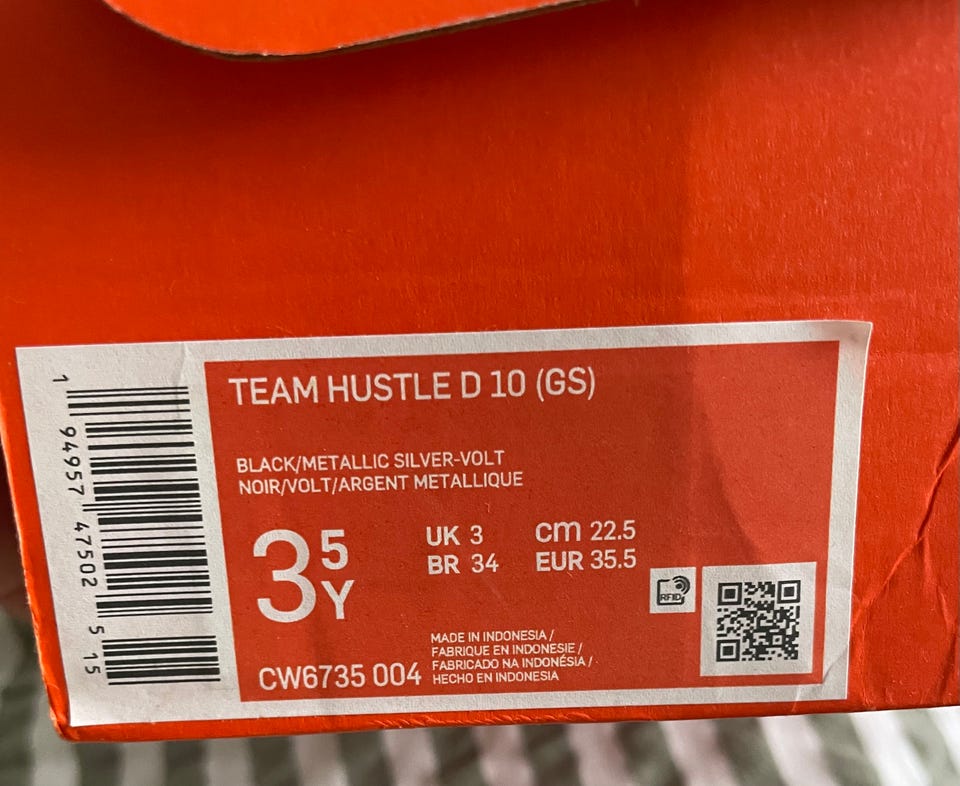 TEAM HUSTLE D 10 (GS)
BLACK/METALLIC SILVER-VOLT
NOIR/VOLT/ARGENT METALLIQUE
3 5 Y
UK 3 cm 22.5
BR 34 EUR 35.5
RFID
MADE IN INDONESIA /
FABRIQUE EN INDONESIE /
FABRICADO NA INDONÉSIA /
HECHO EN INDONESIA
CW6735 004
1 94957 47502 5 15